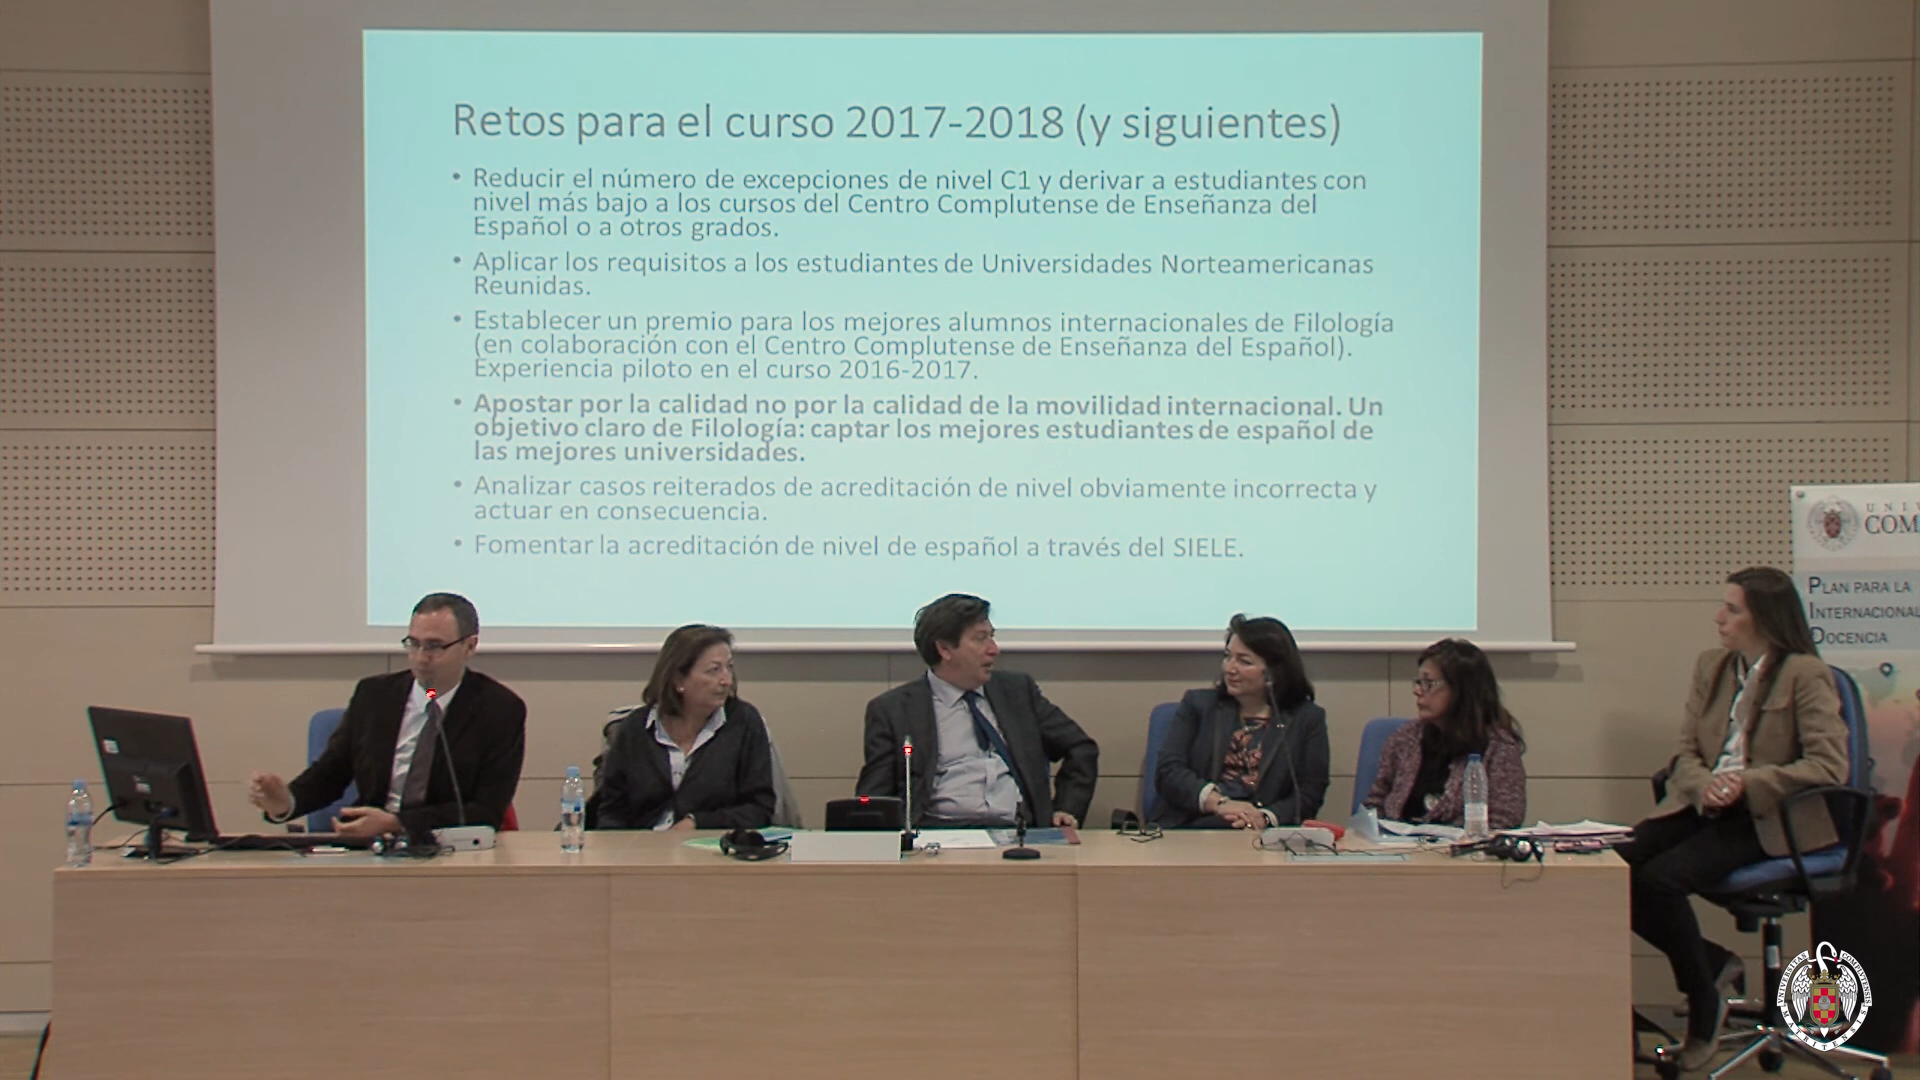 Retos para el curso 2017-2018 (y siguientes)
• Reducir el número de excepciones de nivel C1 y derivar a estudiantes con
nivel más bajo a los cursos del Centro Complutense de Enseñanza del
Español o a otros grados.
• Aplicar los requisitos a los estudiantes de Universidades Norteamericanas
Reunidas.
• Establecer un premio para los mejores alumnos internacionales de Filología
(en colaboración con el Centro Complutense de Enseñanza del Español).
Experiencia piloto en el curso 2016-2017.
• Apostar por la calidad no por la calidad de la movilidad internacional. Un
objetivo claro de Filología: captar los mejores estudiantes de español de
las mejores universidades.
• Analizar casos reiterados de acreditación de nivel obviamente incorrecta y
actuar en consecuencia.
• Fomentar la acreditación de nivel de español a través del SIELE.
UNIV
COM
PLAN PARA LA
INTERNACIONAL
DOCENCIA
UNIVERSITAS COMPLUTENSIS
MATRITENSIS